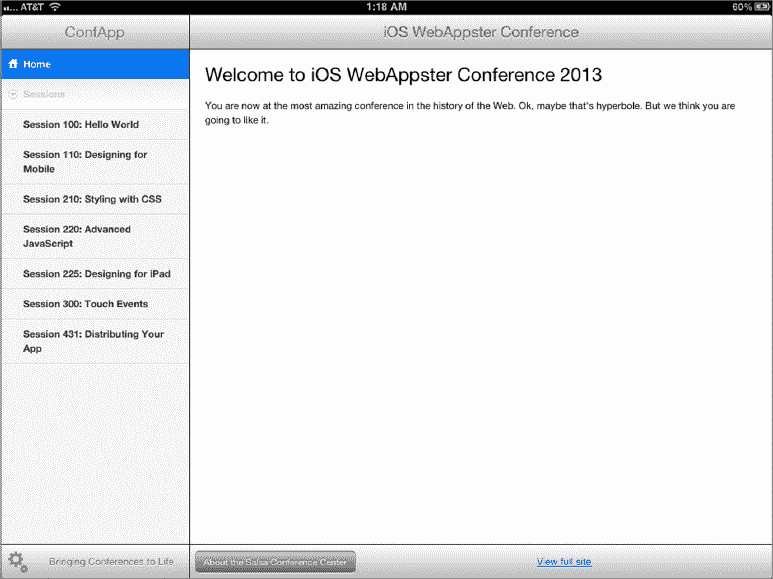 AT&T 1:18 AM 60%
ConfApp
iOS WebAppster Conference
Home
Sessions
Session 100: Hello World
Session 110: Designing for
Mobile
Session 210: Styling with CSS
Session 220: Advanced
JavaScript
Session 225: Designing for iPad
Session 300: Touch Events
Session 431: Distributing Your
App
Welcome to iOS WebAppster Conference 2013
You are now at the most amazing conference in the history of the Web. Ok, maybe that's hyperbole. But we think you are
going to like it.
Bringing Conferences to Life
About the Salsa Conference Center
View full site